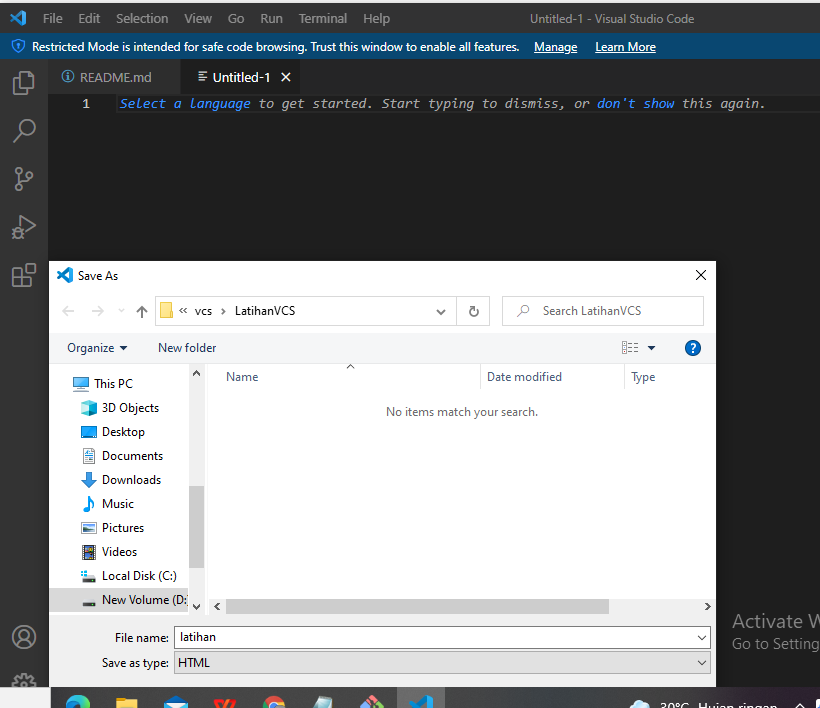 File Edit Selection View Go Run Terminal Help Untitled-1 - Visual Studio Code
Restricted Mode is intended for safe code browsing. Trust this window to enable all features. Manage Learn More
README.md Untitled-1
1 Select a language to get started. Start typing to dismiss, or don't show this again.
Save As
« vcs › LatihanVCS Search LatihanVCS
Organize New folder
Name Date modified Type
No items match your search.
This PC
3D Objects
Desktop
Documents
Downloads
Music
Pictures
Videos
Local Disk (C:)
New Volume (D:
File name: latihan
Save as type: HTML
Activate W
Go to Setting
30°C Hujan ringan